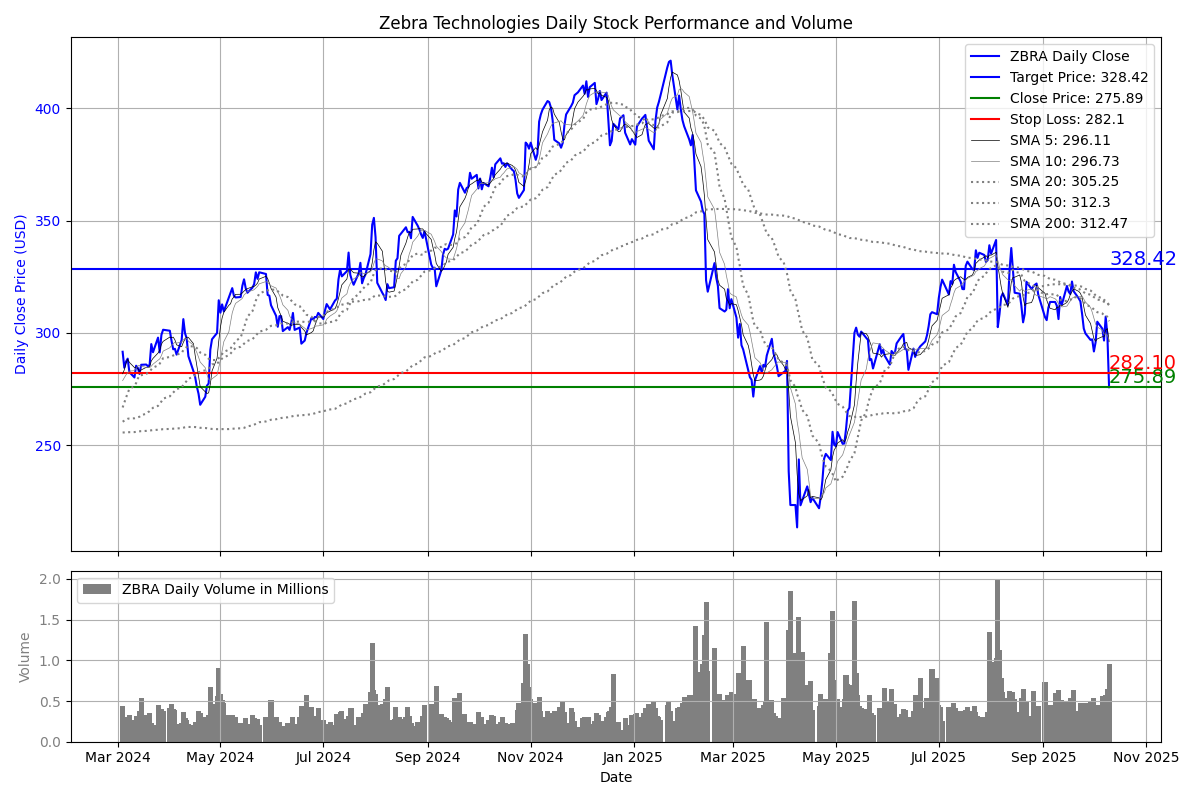 Zebra Technologies Daily Stock Performance and Volume
Daily Close Price (USD)
400
350
300
250
ZBRA Daily Close
Target Price: 328.42
Close Price: 275.89
Stop Loss: 282.1
SMA 5: 296.11
SMA 10: 296.73
SMA 20: 305.25
SMA 50: 312.3
SMA 200: 312.47
328.42
282.10
275.89
Volume
2.0
1.5
1.0
0.5
0.0
ZBRA Daily Volume in Millions
Mar 2024 May 2024 Jul 2024 Sep 2024 Nov 2024 Jan 2025 Mar 2025 May 2025 Jul 2025 Sep 2025 Nov 2025
Date